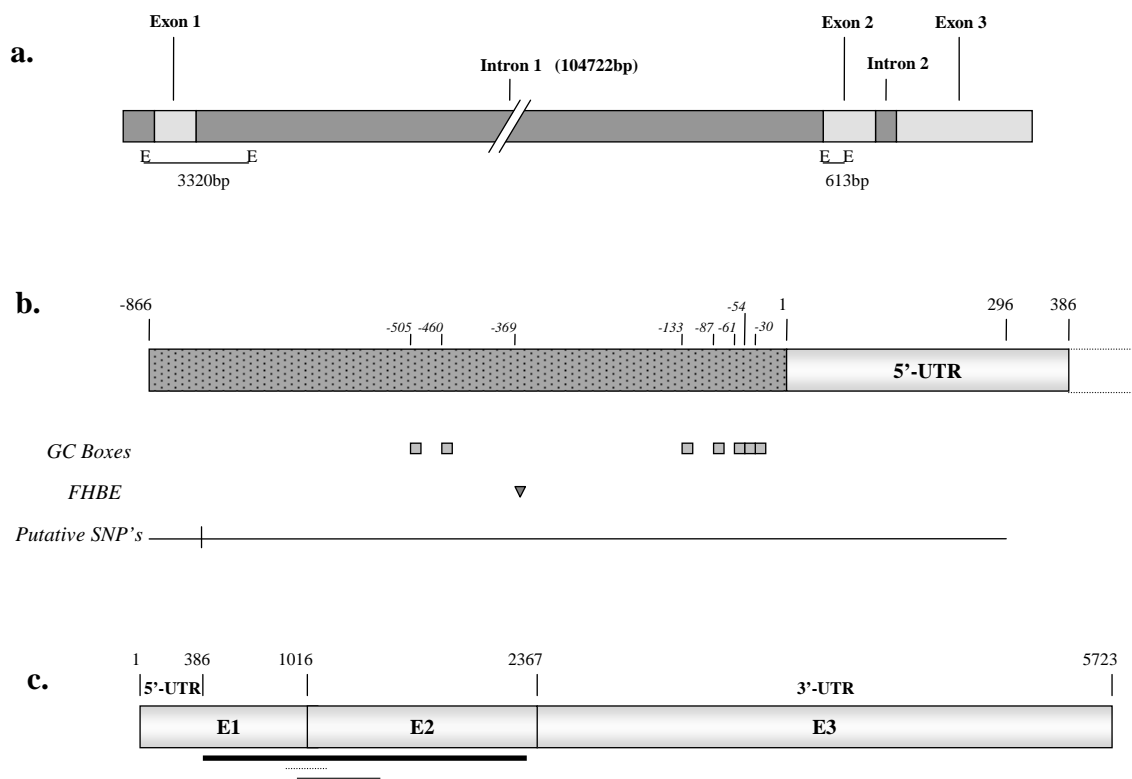 a.
Exon 1
Exon 2
Exon 3
Intron 1 (104722bp)
Intron 2
E
E
E
E
3320bp
613bp
b.
-866
-505
-460
-369
-133
-87
-61
-54
-30
1
296
386
5’-UTR
GC Boxes
FHBE
Putative SNP’s
c.
1
386
1016
2367
5723
5’-UTR
3’-UTR
E1
E2
E3